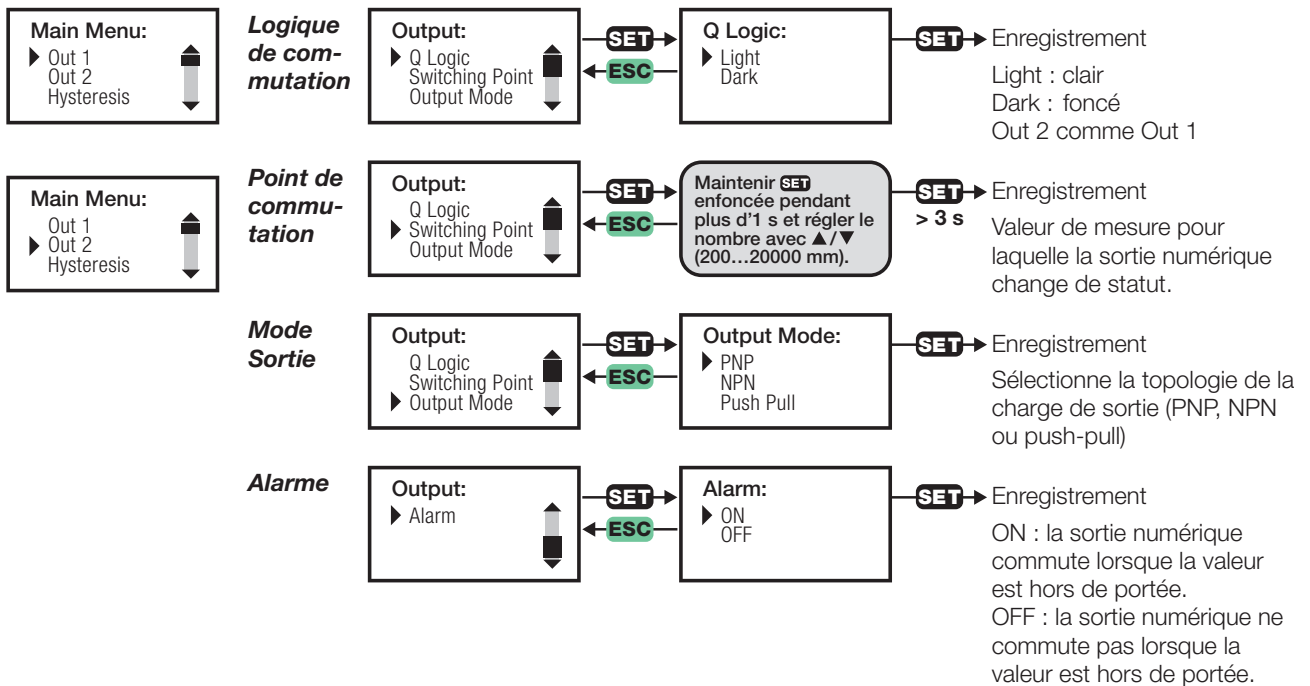 Main Menu:
Out 1
Out 2
Hysteresis
Logique
de com-
mutation
Output:
Q Logic
Switching Point
Output Mode
SET
ESC
Q Logic:
Light
Dark
SET
Enregistrement
Light : clair
Dark : foncé
Out 2 comme Out 1
Main Menu:
Out 1
Out 2
Hysteresis
Point de
commu-
tation
Output:
Q Logic
Switching Point
Output Mode
SET
ESC
Maintenir SET
enfoncée pendant
plus d'1 s et régler le
nombre avec ▲/▼
(200...20000 mm).
SET
> 3 s
Enregistrement
Valeur de mesure pour
laquelle la sortie numérique
change de statut.
Mode
Sortie
Output:
Q Logic
Switching Point
Output Mode
SET
ESC
Output Mode:
PNP
NPN
Push Pull
SET
Enregistrement
Sélectionne la topologie de la
charge de sortie (PNP, NPN
ou push-pull)
Alarme
Output:
Alarm
SET
ESC
Alarm:
ON
OFF
SET
Enregistrement
ON : la sortie numérique
commute lorsque la valeur
est hors de portée.
OFF : la sortie numérique ne
commute pas lorsque la
valeur est hors de portée.